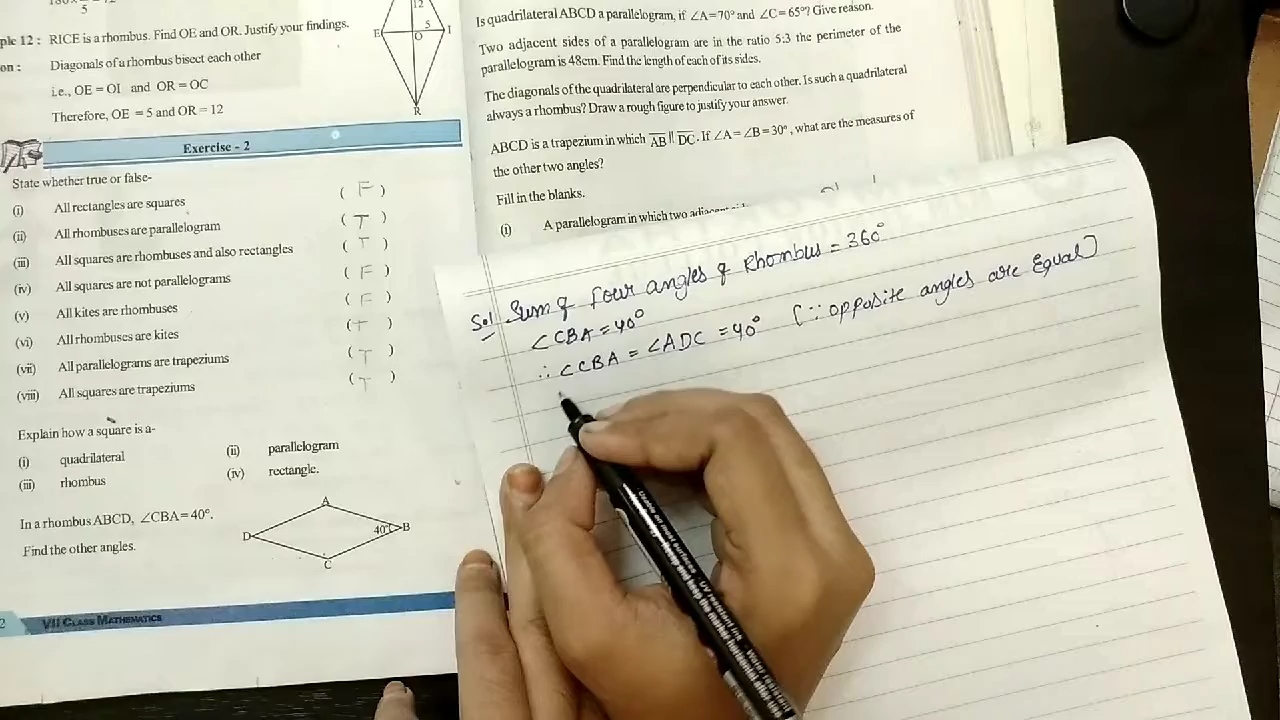 5
ple 12 : RICE is a rhombus. Find OE and OR. Justify your findings.
on : Diagonals of a rhombus bisect each other
i.e., OE = OI and OR = OC
Therefore, OE = 5 and OR = 12
12
5
E O I
R
Exercise - 2
State whether true or false-
(i) All rectangles are squares ( F )
(ii) All rhombuses are parallelogram ( T )
(iii) All squares are rhombuses and also rectangles ( T )
(iv) All squares are not parallelograms ( F )
(v) All kites are rhombuses ( F )
(vi) All rhombuses are kites ( T )
(vii) All parallelograms are trapeziums ( T )
(viii) All squares are trapeziums ( T )
Explain how a square is a-
(i) quadrilateral (ii) parallelogram
(iii) rhombus (iv) rectangle.
In a rhombus ABCD, ∠CBA = 40°.
Find the other angles.
A
D 40° B
C
2 VII CLASS MATHEMATICS
Is quadrilateral ABCD a parallelogram, if ∠A = 70° and ∠C = 65°? Give reason.
Two adjacent sides of a parallelogram are in the ratio 5:3 the perimeter of the
parallelogram is 48cm. Find the length of each of its sides.
The diagonals of the quadrilateral are perpendicular to each other. Is such a quadrilateral
always a rhombus? Draw a rough figure to justify your answer.
ABCD is a trapezium in which AB || DC. If ∠A = ∠B = 30°, what are the measures of
the other two angles?
Fill in the blanks.
(i) A parallelogram in which two adjacent
Sol Sum of four angles of Rhombus = 360°
∠CBA = 40°
∴ ∠CBA = ∠ADC = 40° (∵ opposite angles are Equal)